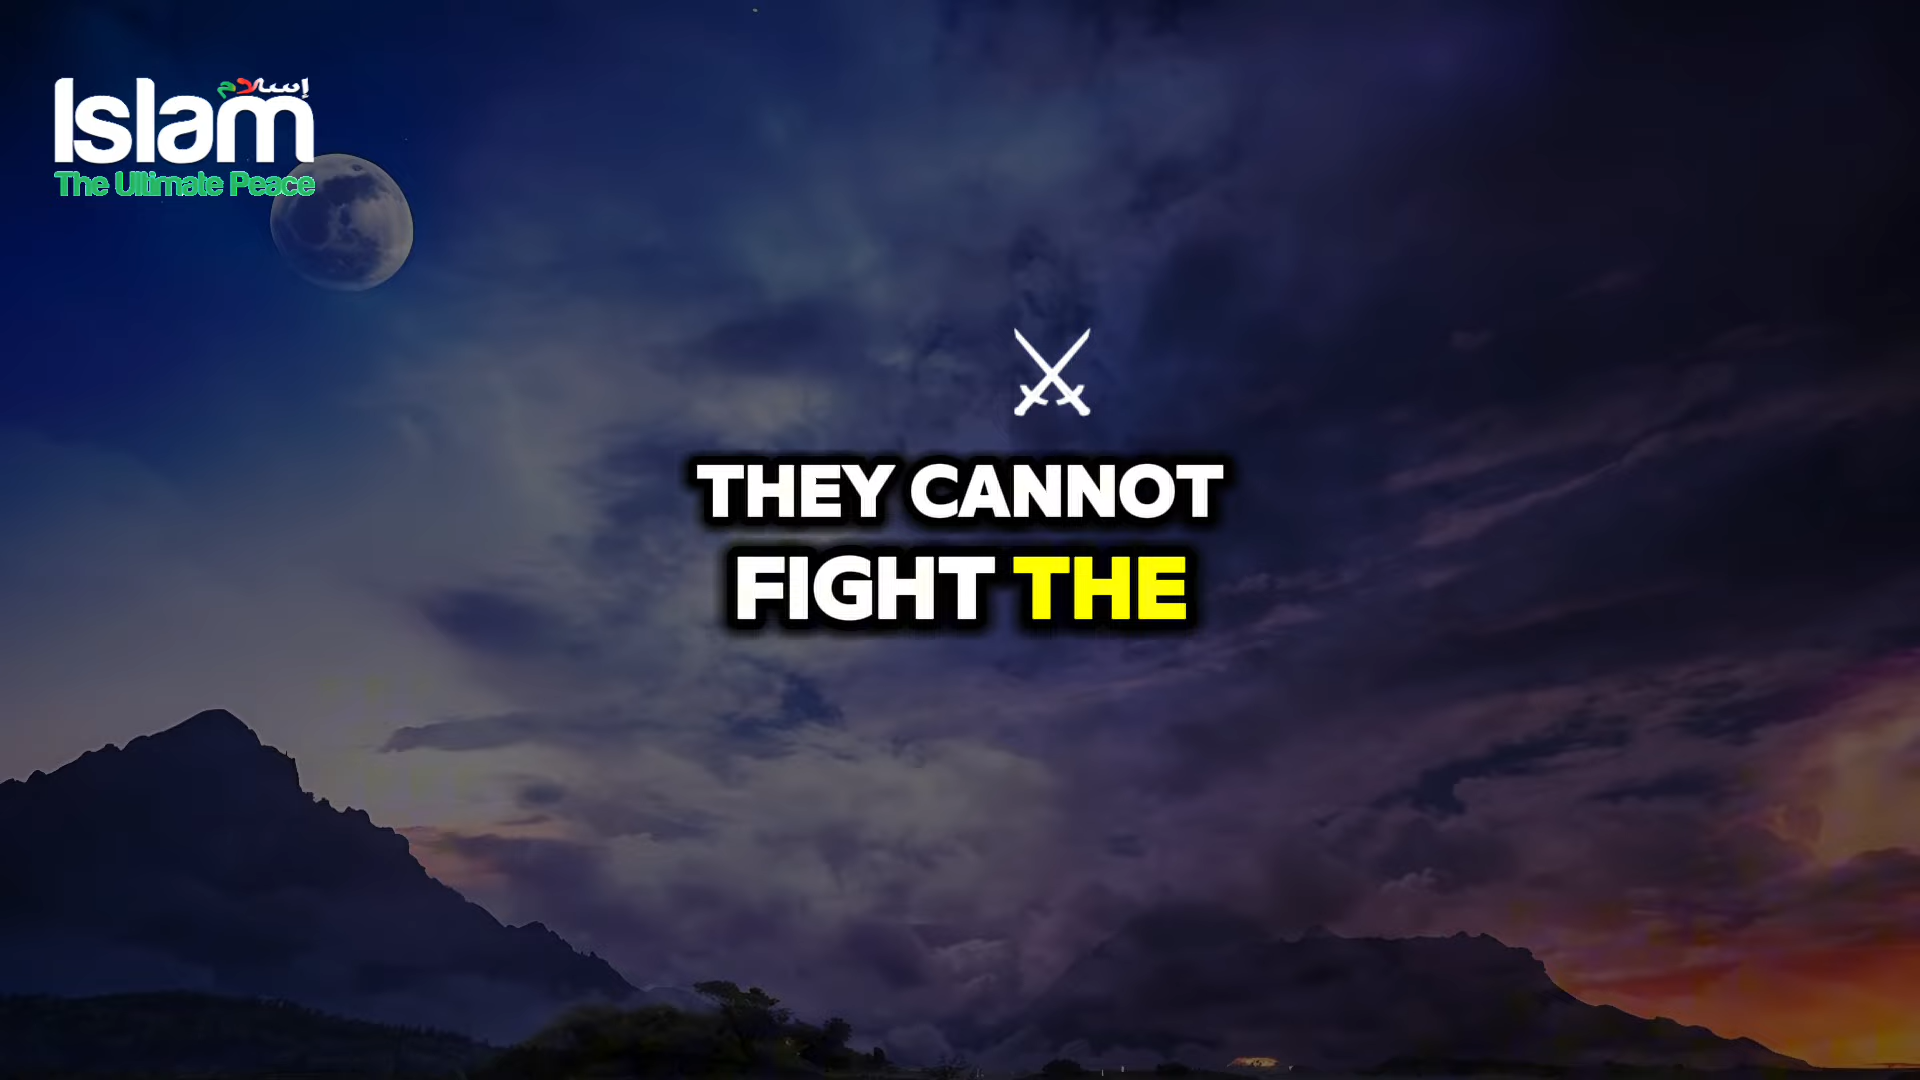 إسلام
Islam
The Ultimate Peace
THEY CANNOT
FIGHT THE